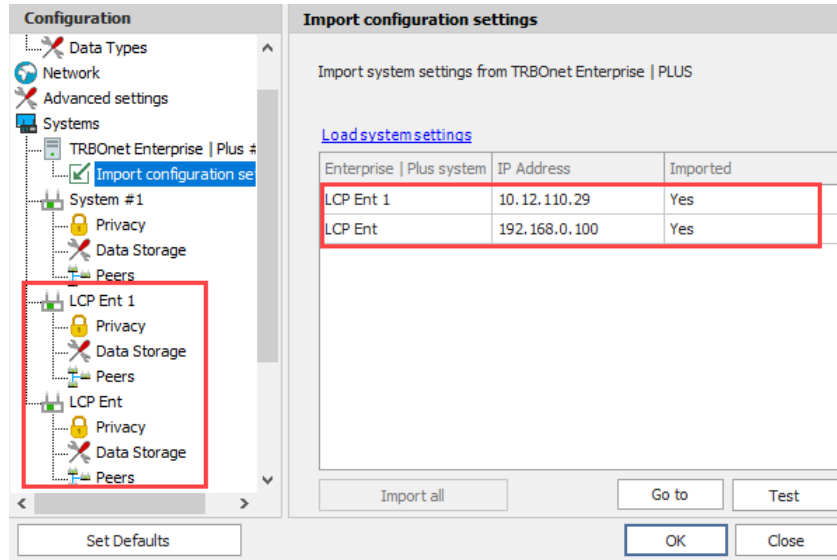 Configuration
Data Types
Network
Advanced settings
Systems
TRBOnet Enterprise | Plus #
Import configuration se
System #1
Privacy
Data Storage
Peers
LCP Ent 1
Privacy
Data Storage
Peers
LCP Ent
Privacy
Data Storage
Peers
Set Defaults
Import configuration settings
Import system settings from TRBOnet Enterprise | PLUS
Load system settings
Enterprise | Plus system IP Address Imported
LCP Ent 1 10.12.110.29 Yes
LCP Ent 192.168.0.100 Yes
Import all Go to Test
OK Close